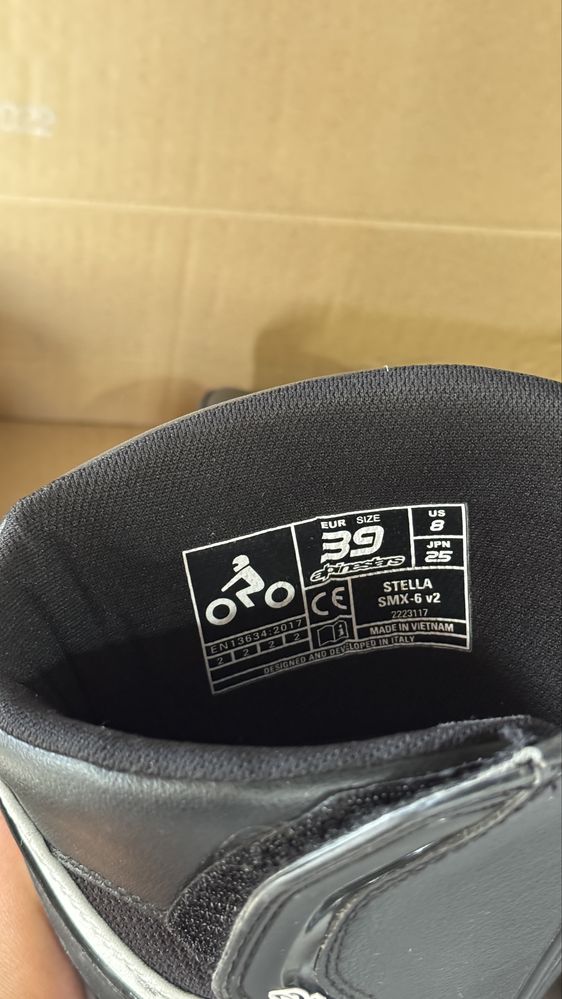 022
EUR SIZE
39
alpinestars
US
8
JPN
25
STELLA
SMX-6 v2
2223117
CE
EN13634:2017
2 2 2 2
i
MADE IN VIETNAM
DESIGNED AND DEVELOPED IN ITALY